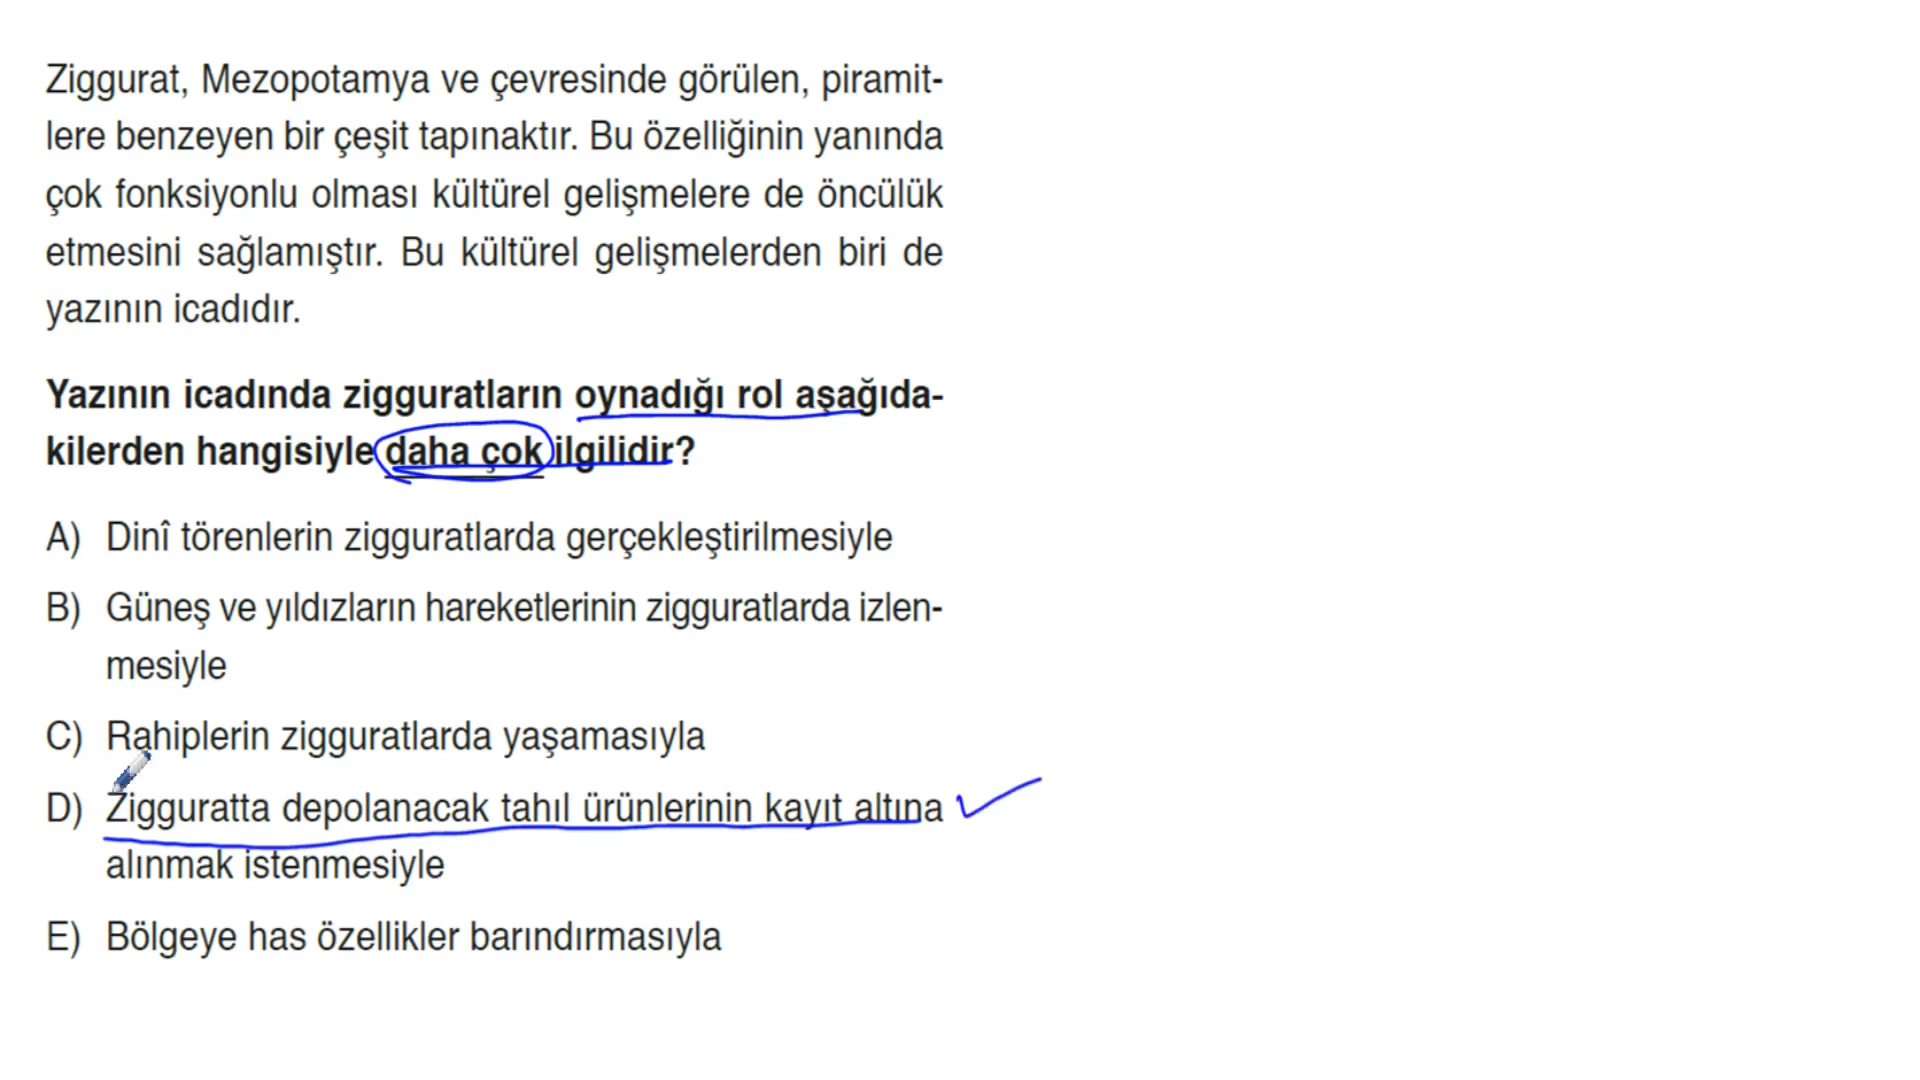 Ziggurat, Mezopotamya ve çevresinde görülen, piramit-
lere benzeyen bir çeşit tapınaktır. Bu özelliğinin yanında
çok fonksiyonlu olması kültürel gelişmelere de öncülük
etmesini sağlamıştır. Bu kültürel gelişmelerden biri de
yazının icadıdır.
Yazının icadında zigguratların oynadığı rol aşağıda-
kilerden hangisiyle daha çok ilgilidir?
A) Dinî törenlerin zigguratlarda gerçekleştirilmesiyle
B) Güneş ve yıldızların hareketlerinin zigguratlarda izlen-
mesiyle
C) Rahiplerin zigguratlarda yaşamasıyla
D) Zigguratta depolanacak tahıl ürünlerinin kayıt altına
alınmak istenmesiyle
E) Bölgeye has özellikler barındırmasıyla